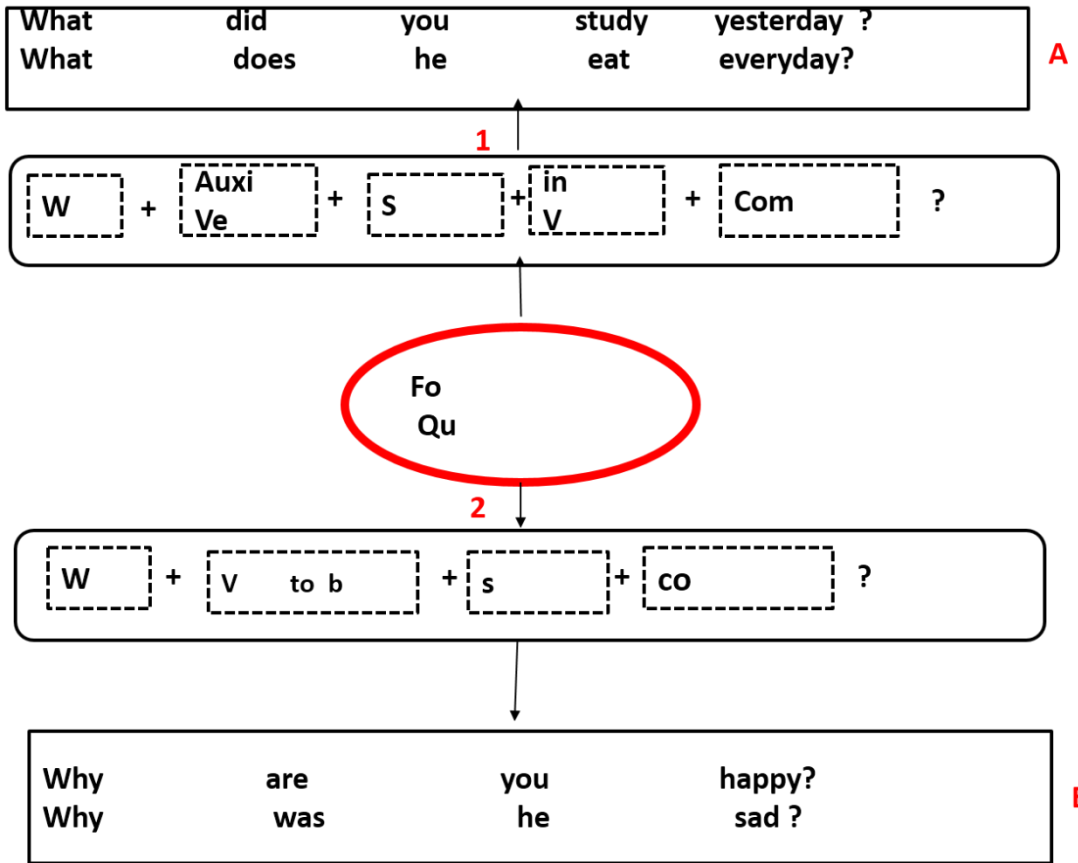 What did you study yesterday ?
What does he eat everyday?
A
1
W + Auxi Ve + S + in V + Com ?
Fo
Qu
2
W + V to b + s + co ?
Why are you happy?
Why was he sad ?